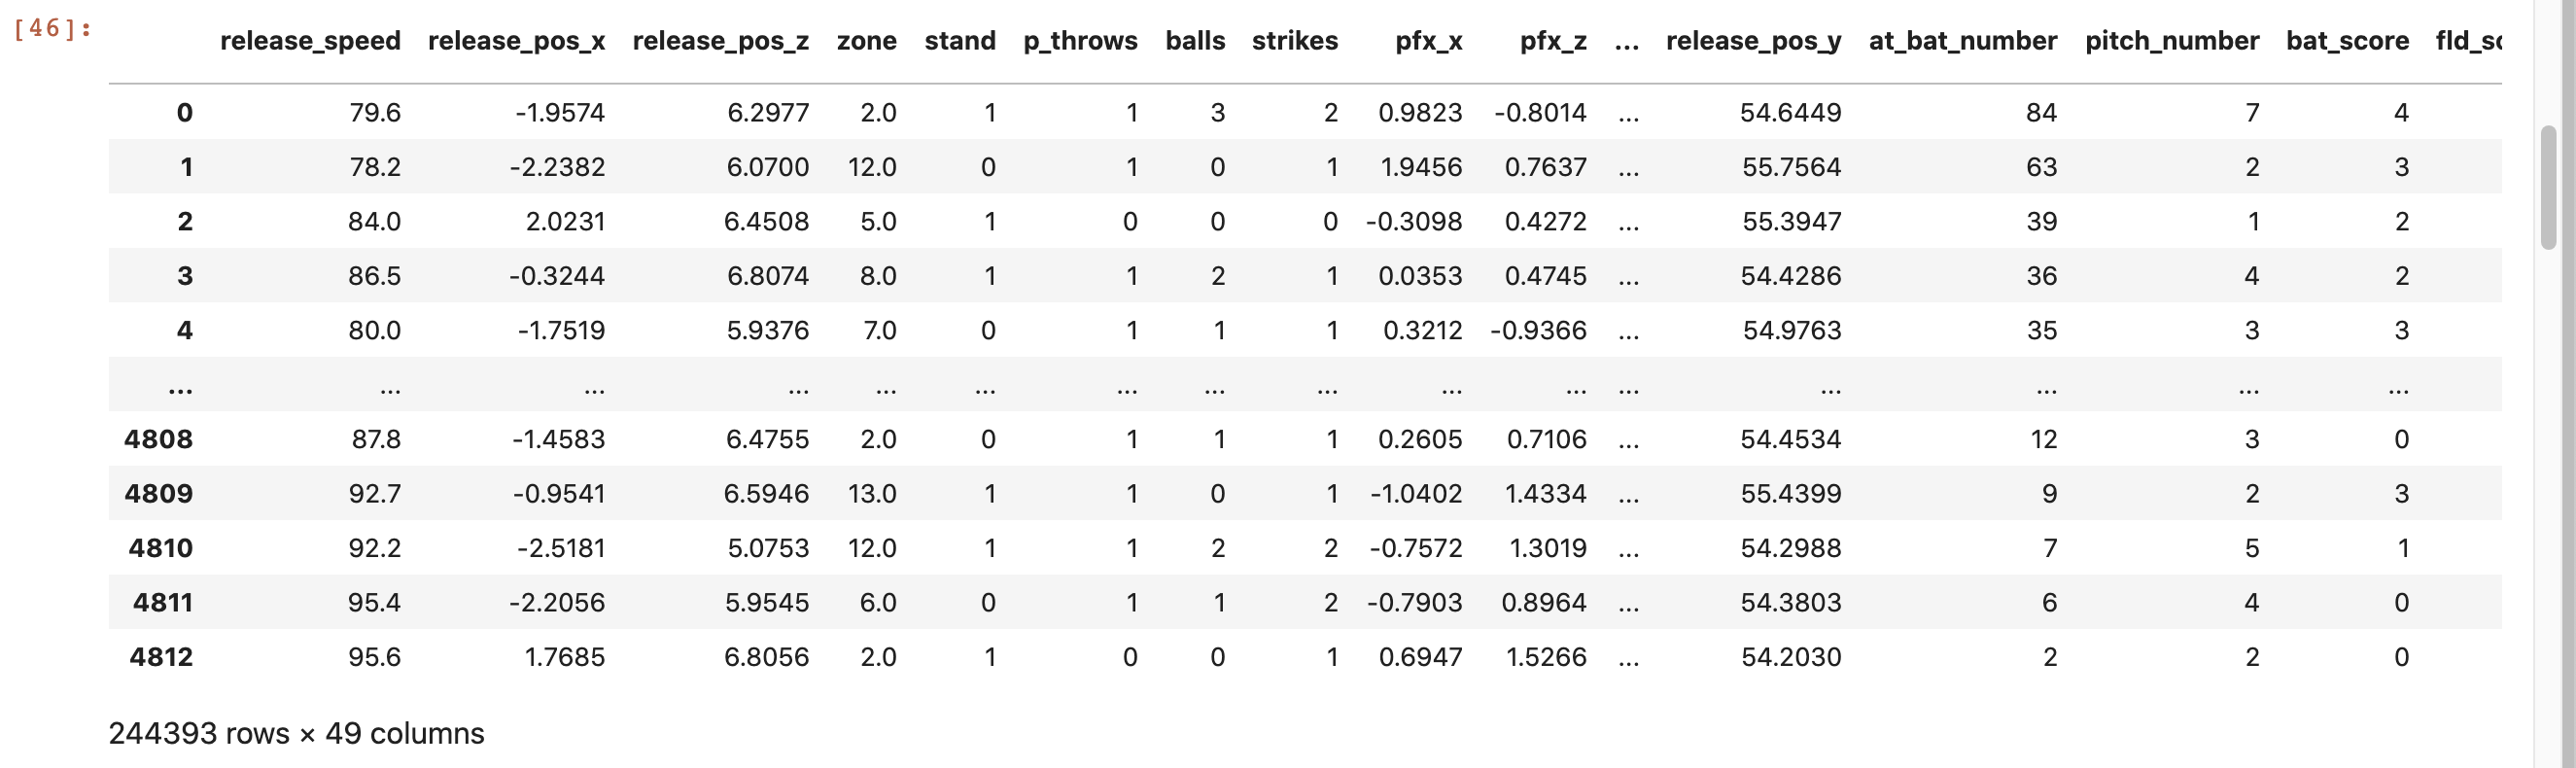 [46]:
release_speed release_pos_x release_pos_z zone stand p_throws balls strikes pfx_x pfx_z ... release_pos_y at_bat_number pitch_number bat_score fld_sc
0 79.6 -1.9574 6.2977 2.0 1 1 3 2 0.9823 -0.8014 ... 54.6449 84 7 4
1 78.2 -2.2382 6.0700 12.0 0 1 0 1 1.9456 0.7637 ... 55.7564 63 2 3
2 84.0 2.0231 6.4508 5.0 1 0 0 0 -0.3098 0.4272 ... 55.3947 39 1 2
3 86.5 -0.3244 6.8074 8.0 1 1 2 1 0.0353 0.4745 ... 54.4286 36 4 2
4 80.0 -1.7519 5.9376 7.0 0 1 1 1 0.3212 -0.9366 ... 54.9763 35 3 3
... ... ... ... ... ... ... ... ... ... ... ... ... ... ... ...
4808 87.8 -1.4583 6.4755 2.0 0 1 1 1 0.2605 0.7106 ... 54.4534 12 3 0
4809 92.7 -0.9541 6.5946 13.0 1 1 0 1 -1.0402 1.4334 ... 55.4399 9 2 3
4810 92.2 -2.5181 5.0753 12.0 1 1 2 2 -0.7572 1.3019 ... 54.2988 7 5 1
4811 95.4 -2.2056 5.9545 6.0 0 1 1 2 -0.7903 0.8964 ... 54.3803 6 4 0
4812 95.6 1.7685 6.8056 2.0 1 0 0 1 0.6947 1.5266 ... 54.2030 2 2 0
244393 rows × 49 columns